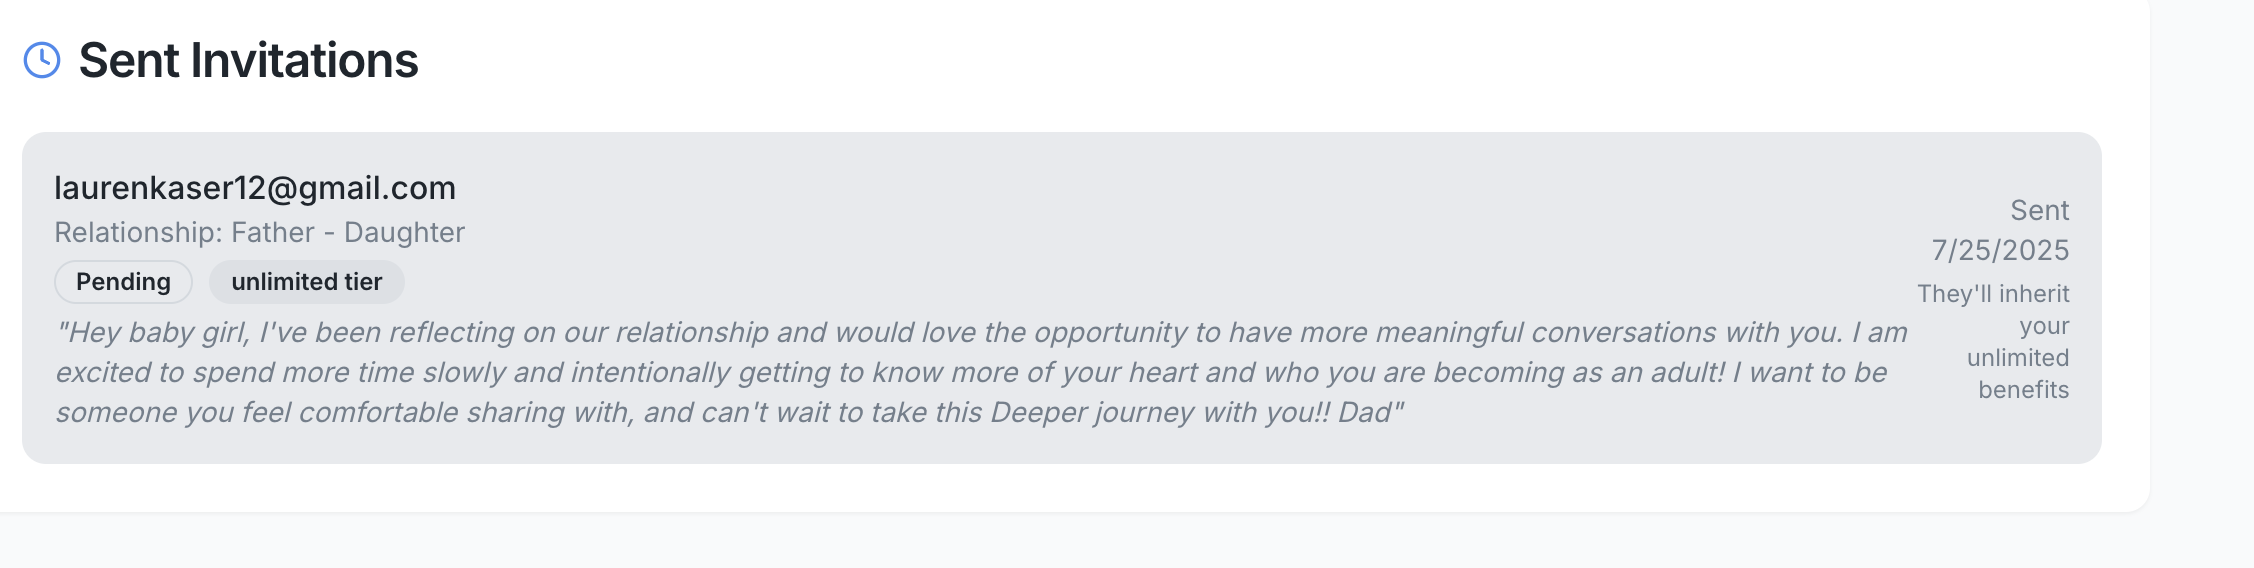 Sent Invitations
laurenkaser12@gmail.com
Relationship: Father - Daughter
Pending
unlimited tier
"Hey baby girl, I've been reflecting on our relationship and would love the opportunity to have more meaningful conversations with you. I am
excited to spend more time slowly and intentionally getting to know more of your heart and who you are becoming as an adult! I want to be
someone you feel comfortable sharing with, and can't wait to take this Deeper journey with you!! Dad"
Sent
7/25/2025
They'll inherit
your
unlimited
benefits